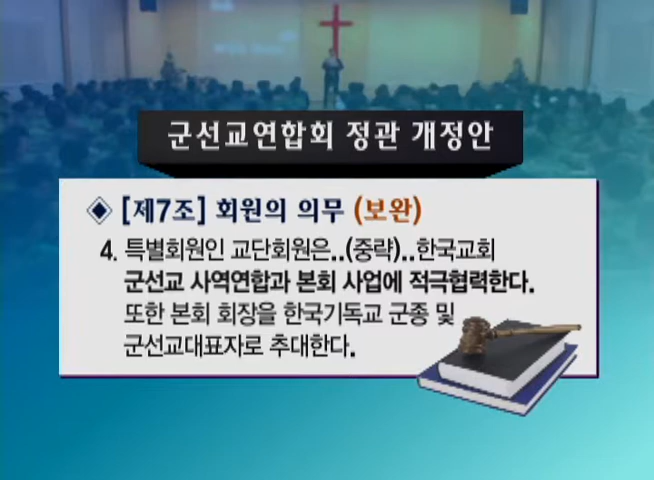 군선교연합회 정관 개정안
[제7조] 회원의 의무 (보완)
4. 특별회원인 교단회원은..(중략)..한국교회
군선교 사역연합과 본회 사업에 적극협력한다.
또한 본회 회장을 한국기독교 군종 및
군선교대표자로 추대한다.